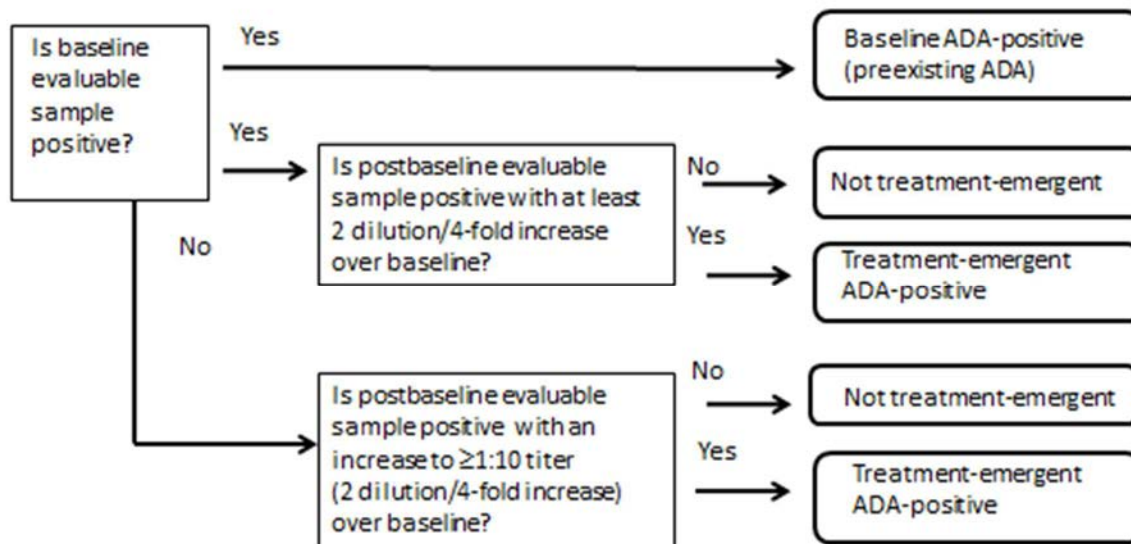 Is baseline
evaluable
sample
positive?
Yes
Baseline ADA-positive
(preexisting ADA)
Yes
Is postbaseline evaluable
sample positive with at least
2 dilution/4-fold increase
over baseline?
No
Not treatment-emergent
Yes
Treatment-emergent
ADA-positive
No
Is postbaseline evaluable
sample positive with an
increase to ≥1:10 titer
(2 dilution/4-fold increase)
over baseline?
No
Not treatment-emergent
Yes
Treatment-emergent
ADA-positive